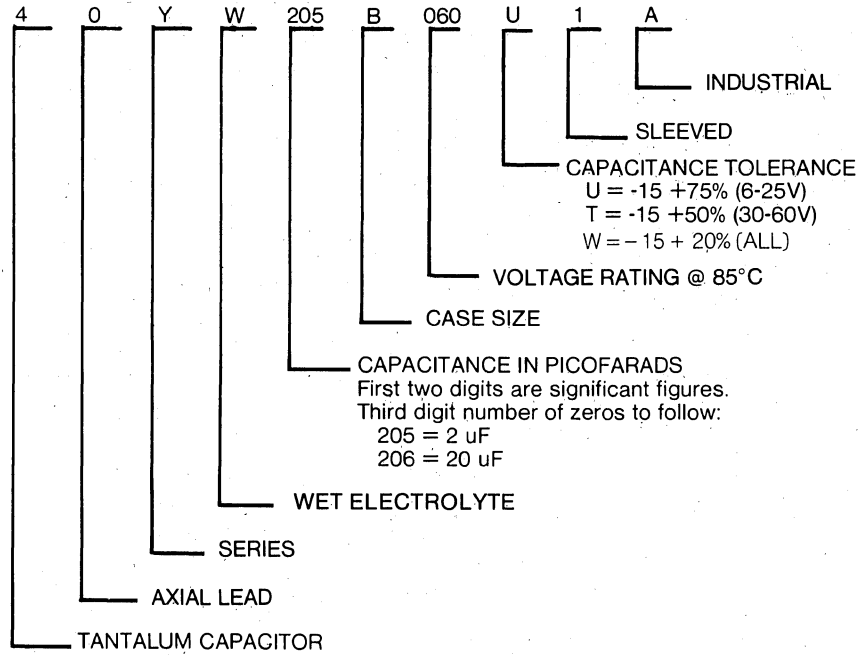 4 0 Y W 205 B 060 U 1 A
INDUSTRIAL
SLEEVED
CAPACITANCE TOLERANCE
U = -15 +75% (6-25V)
T = -15 +50% (30-60V)
W = - 15 + 20% (ALL)
VOLTAGE RATING @ 85°C
CASE SIZE
CAPACITANCE IN PICOFARADS
First two digits are significant figures.
Third digit number of zeros to follow:
205 = 2 uF
206 = 20 uF
WET ELECTROLYTE
SERIES
AXIAL LEAD
TANTALUM CAPACITOR